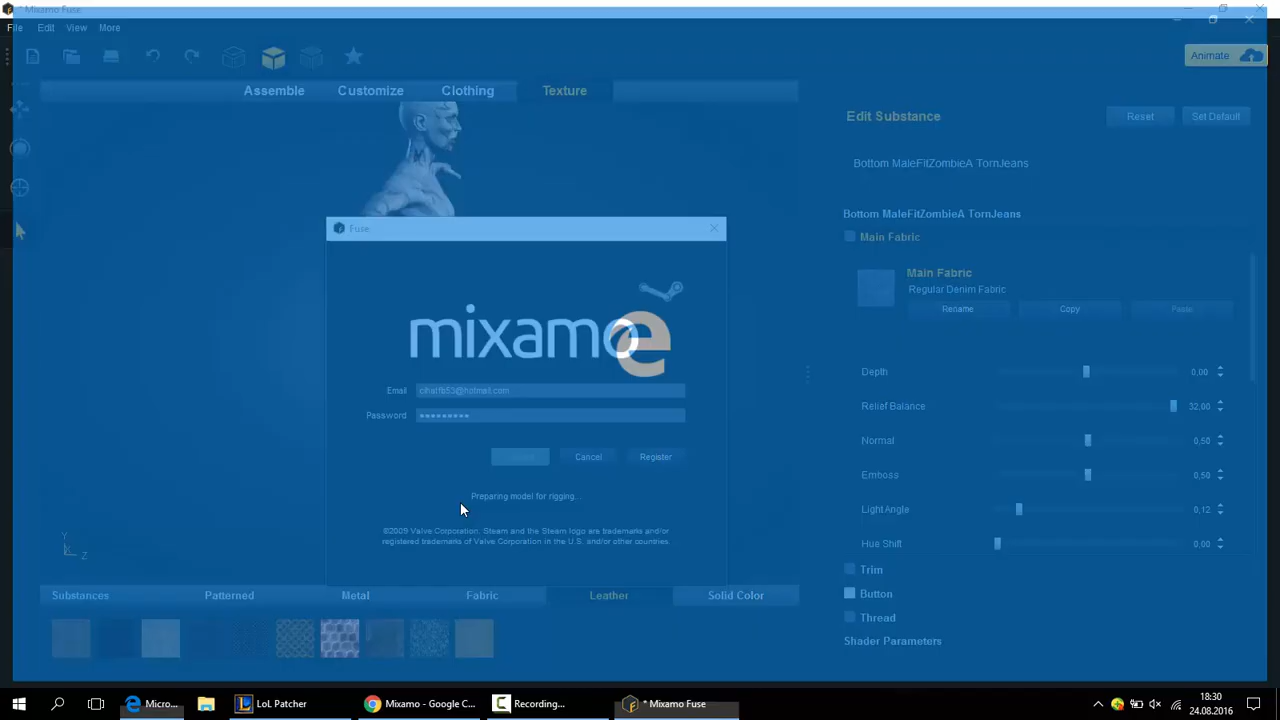 * Mixamo Fuse
File Edit View More
Animate
Assemble Customize Clothing Texture
Edit Substance
Reset Set Default
Bottom MaleFitZombieA TornJeans
Bottom MaleFitZombieA TornJeans
Main Fabric
Main Fabric
Regular Denim Fabric
Rename Copy Paste
Depth 0,00
Relief Balance 32,00
Normal 0,50
Emboss 0,50
Light Angle 0,12
Hue Shift 0,00
Trim
Button
Thread
Shader Parameters
Fuse
mixamo
Email
Password
Cancel Register
Preparing model for rigging...
©2009 Valve Corporation. Steam and the Steam logo are trademarks and/or
registered trademarks of Valve Corporation in the U.S. and/or other countries.
Y
Z
Substances Patterned Metal Fabric Leather Solid Color
Micro... LoL Patcher Mixamo - Google C... Recording... * Mixamo Fuse
18:30
24.08.2016